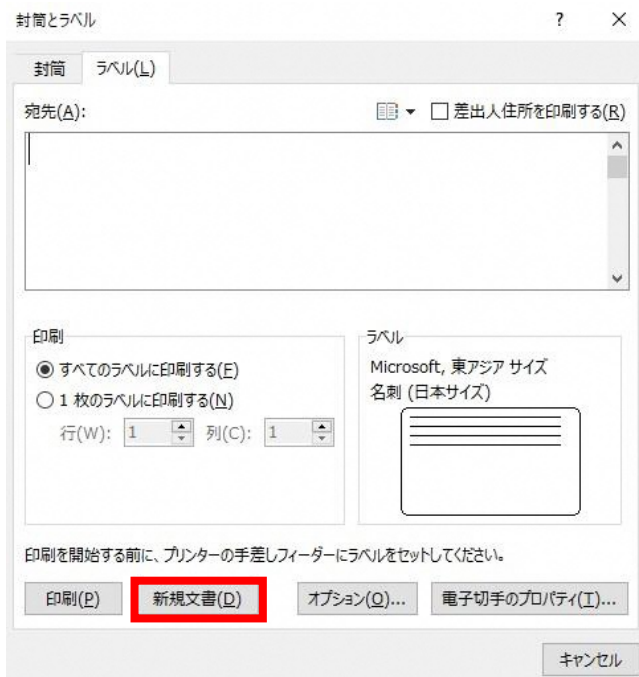 封筒とラベル ? ×
封筒 ラベル(L)
宛先(A): 差出人住所を印刷する(R)
印刷
すべてのラベルに印刷する(F)
1 枚のラベルに印刷する(N)
行(W): 1 列(C): 1
ラベル
Microsoft, 東アジア サイズ
名刺 (日本サイズ)
印刷を開始する前に、プリンターの手差しフィーダーにラベルをセットしてください。
印刷(P) 新規文書(D) オプション(O)... 電子切手のプロパティ(T)...
キャンセル